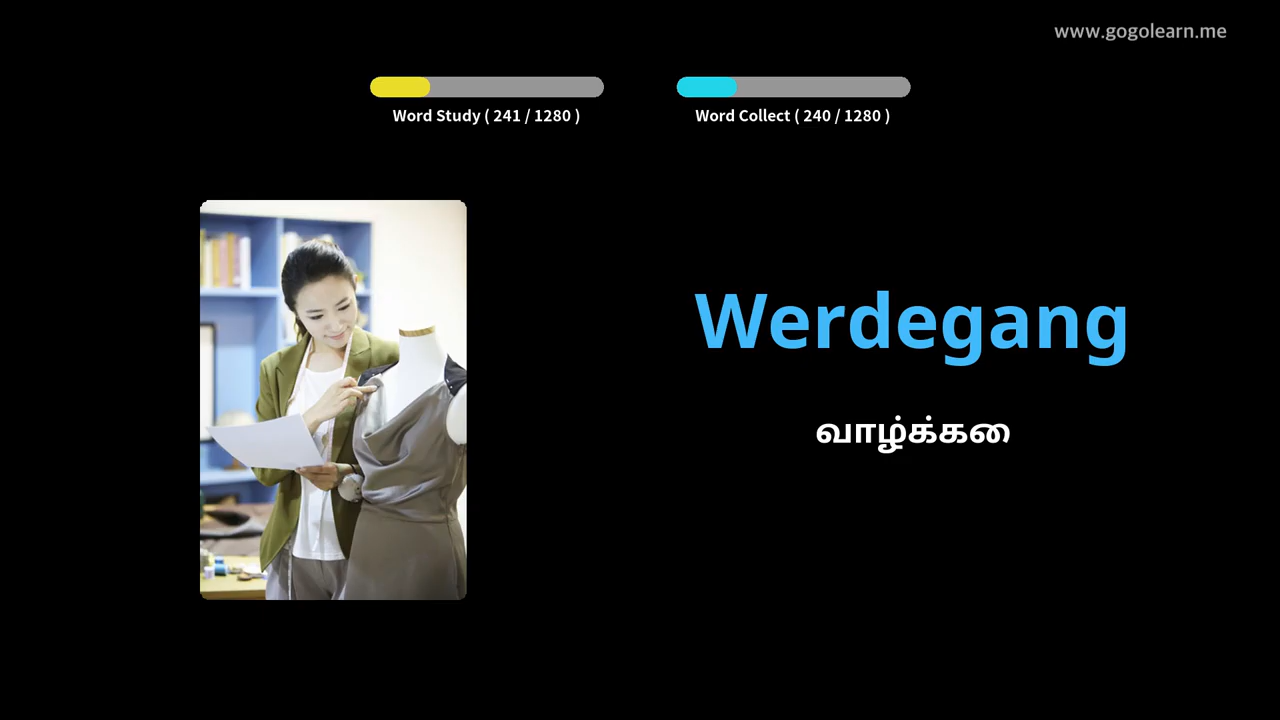 www.gogolearn.me
Word Study ( 241 / 1280 )
Word Collect ( 240 / 1280 )
Werdegang
வாழ்க்கை